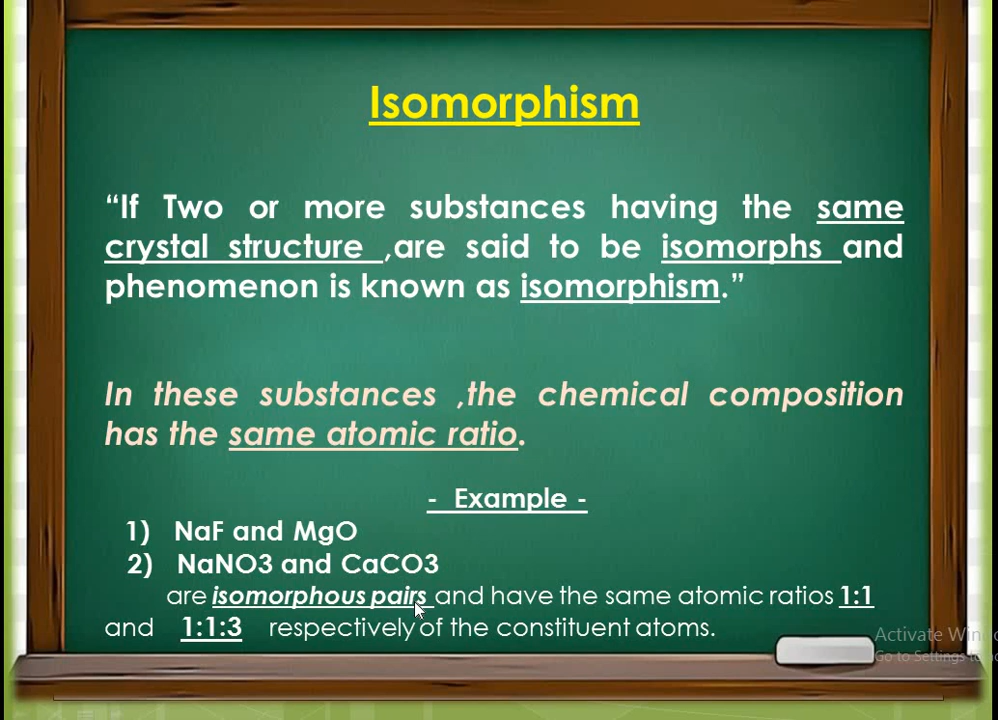 Isomorphism
“If Two or more substances having the same
crystal structure ,are said to be isomorphs and
phenomenon is known as isomorphism.”
In these substances ,the chemical composition
has the same atomic ratio.
- Example -
1) NaF and MgO
2) NaNO3 and CaCO3
are isomorphous pairs and have the same atomic ratios 1:1
and 1:1:3 respectively of the constituent atoms.
Activate
Go to Settings